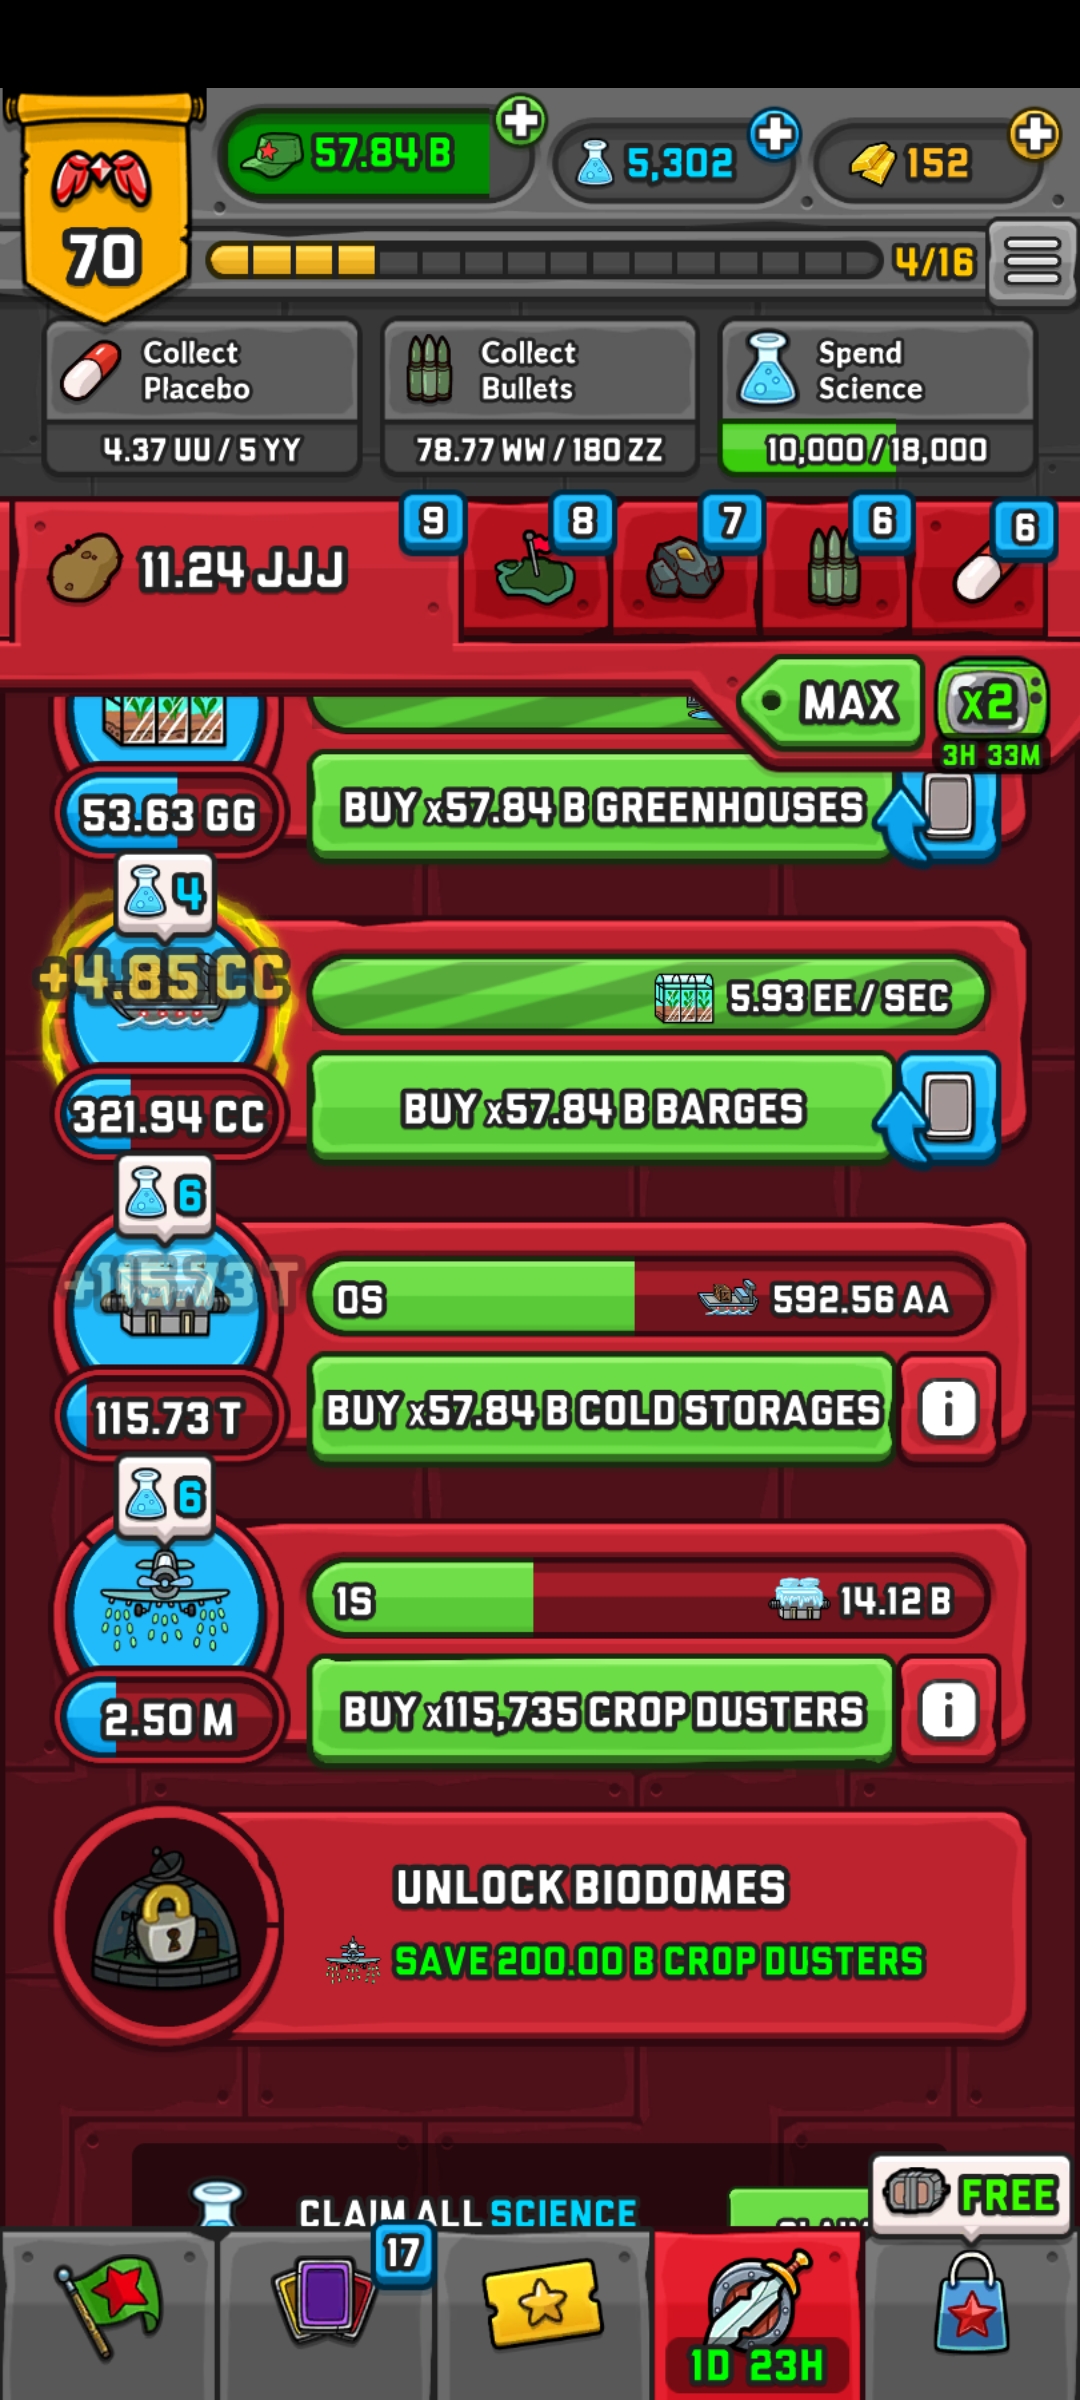 57.84 B
5,302
152
70
4/16
Collect
Placebo
4.37 UU / 5 YY
Collect
Bullets
78.77 WW / 180 ZZ
Spend
Science
10,000 / 18,000
11.24 JJJ
9
8
7
6
6
MAX
x2
3H 33M
53.63 GG
BUY x57.84 B GREENHOUSES
4
+4.85 CC
5.93 EE / SEC
321.94 CC
BUY x57.84 B BARGES
6
+115.73 T
0S
592.56 AA
115.73 T
BUY x57.84 B COLD STORAGES
i
6
1S
14.12 B
2.50 M
BUY x115,735 CROP DUSTERS
i
UNLOCK BIODOMES
SAVE 200.00 B CROP DUSTERS
CLAIM ALL SCIENCE
FREE
17
1D 23H